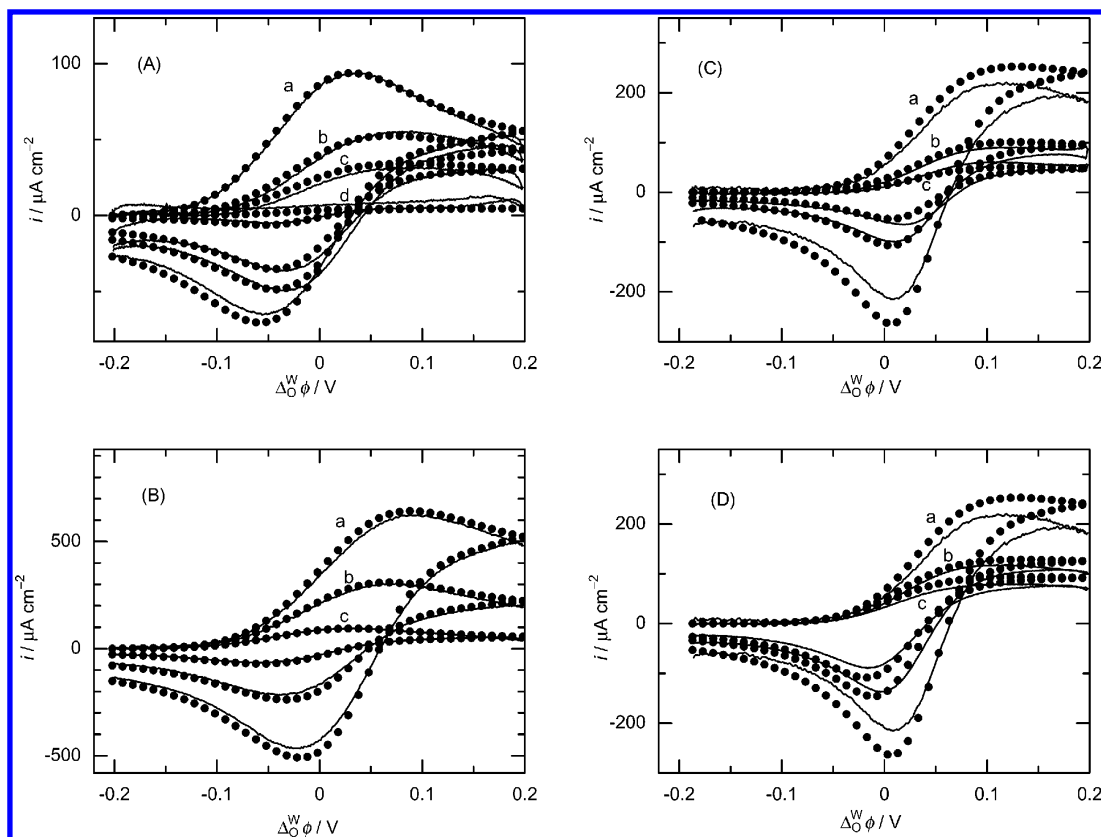 (A)
a
b
c
d
100
0
i / µA cm⁻²
-0.2 -0.1 0 0.1 0.2
Δ_O^W ϕ / V
(C)
a
b
c
200
0
-200
i / µA cm⁻²
-0.2 -0.1 0 0.1 0.2
Δ_O^W ϕ / V
(B)
a
b
c
500
0
-500
i / µA cm⁻²
-0.2 -0.1 0 0.1 0.2
Δ_O^W ϕ / V
(D)
a
b
c
200
0
-200
i / µA cm⁻²
-0.2 -0.1 0 0.1 0.2
Δ_O^W ϕ / V